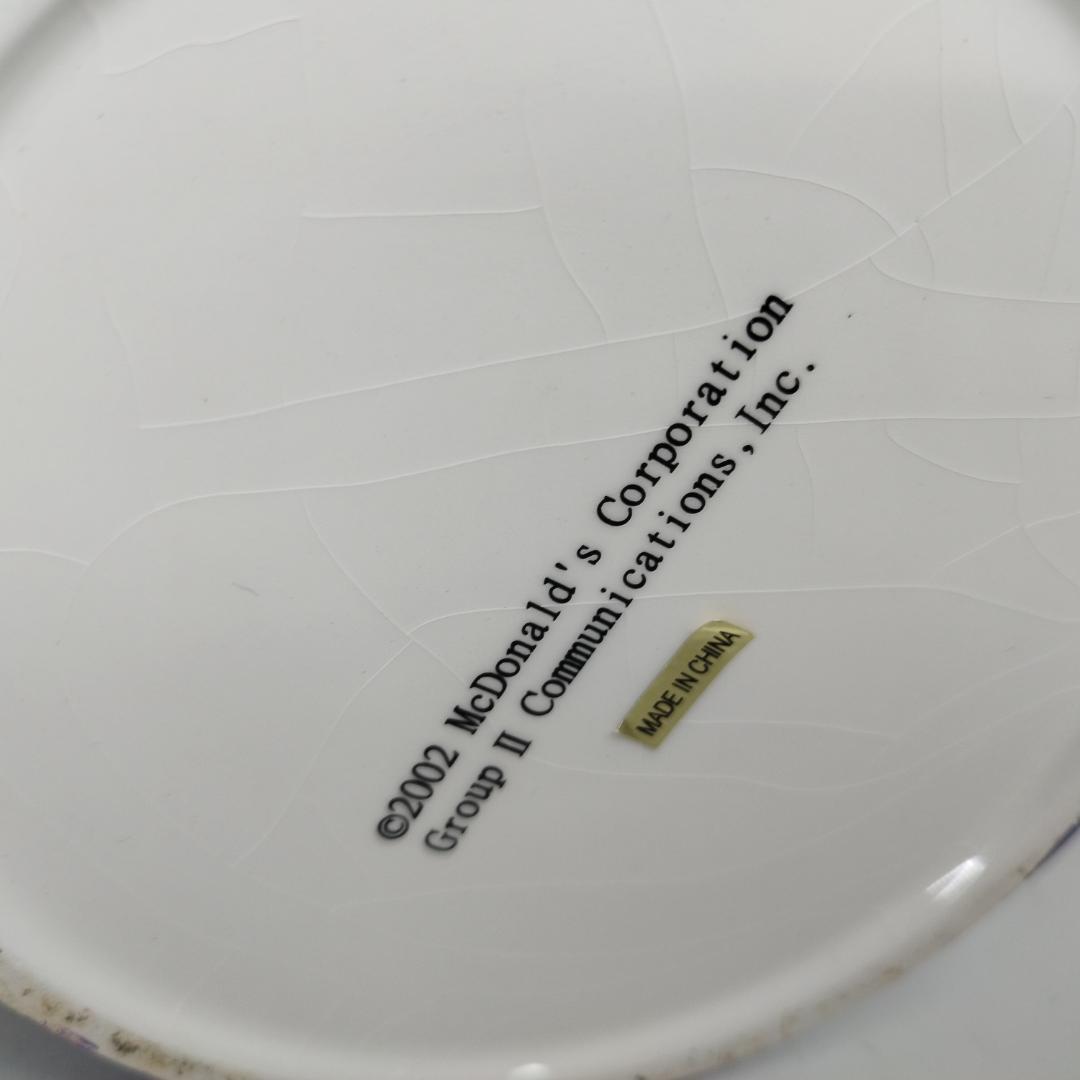 ©2002 McDonald's Corporation
Group II Communications, Inc.
MADE IN CHINA